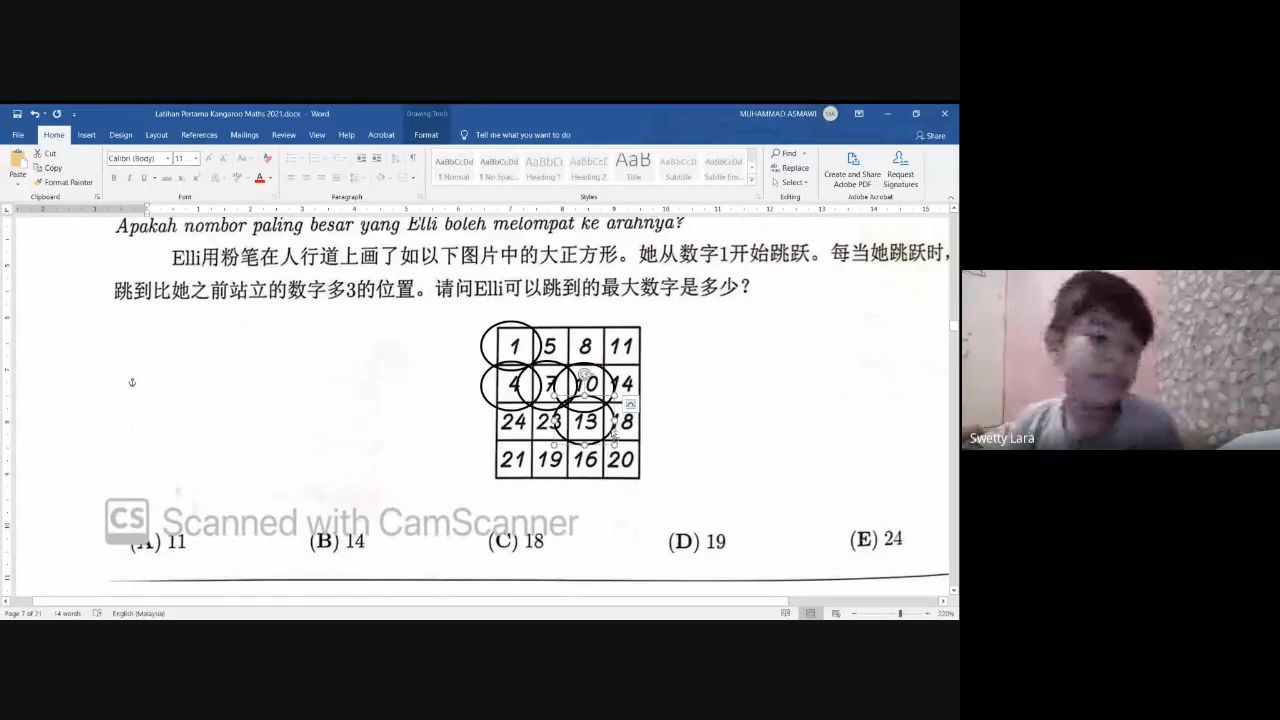 Latihan Pertama Kangaroo Maths 2021.docx - Word
Drawing Tools
MUHAMMAD ASMAWI
MA
File Home Insert Design Layout References Mailings Review View Help Acrobat Format Tell me what you want to do
Share
Paste
Cut
Copy
Format Painter
Clipboard
Calibri (Body) 11
Font
Paragraph
AaBbCcDd AaBbCcDd AaBbCc AaBbCcC AaB AaBbCcD AaBbCcDd
¶ Normal ¶ No Spac... Heading 1 Heading 2 Title Subtitle Subtle Em...
Styles
Find
Replace
Select
Editing
Create and Share Adobe PDF
Request Signatures
Adobe Acrobat
Apakah nombor paling besar yang Elli boleh melompat ke arahnya?
Elli用粉笔在人行道上画了如以下图片中的大正方形。她从数字1开始跳跃。每当她跳跃时,
跳到比她之前站立的数字多3的位置。请问Elli可以跳到的最大数字是多少?
1 5 8 11
4 7 10 14
24 23 13 18
21 19 16 20
CS Scanned with CamScanner
(A) 11 (B) 14 (C) 18 (D) 19 (E) 24
Page 7 of 21 14 words English (Malaysia)
220%
Swetty Lara